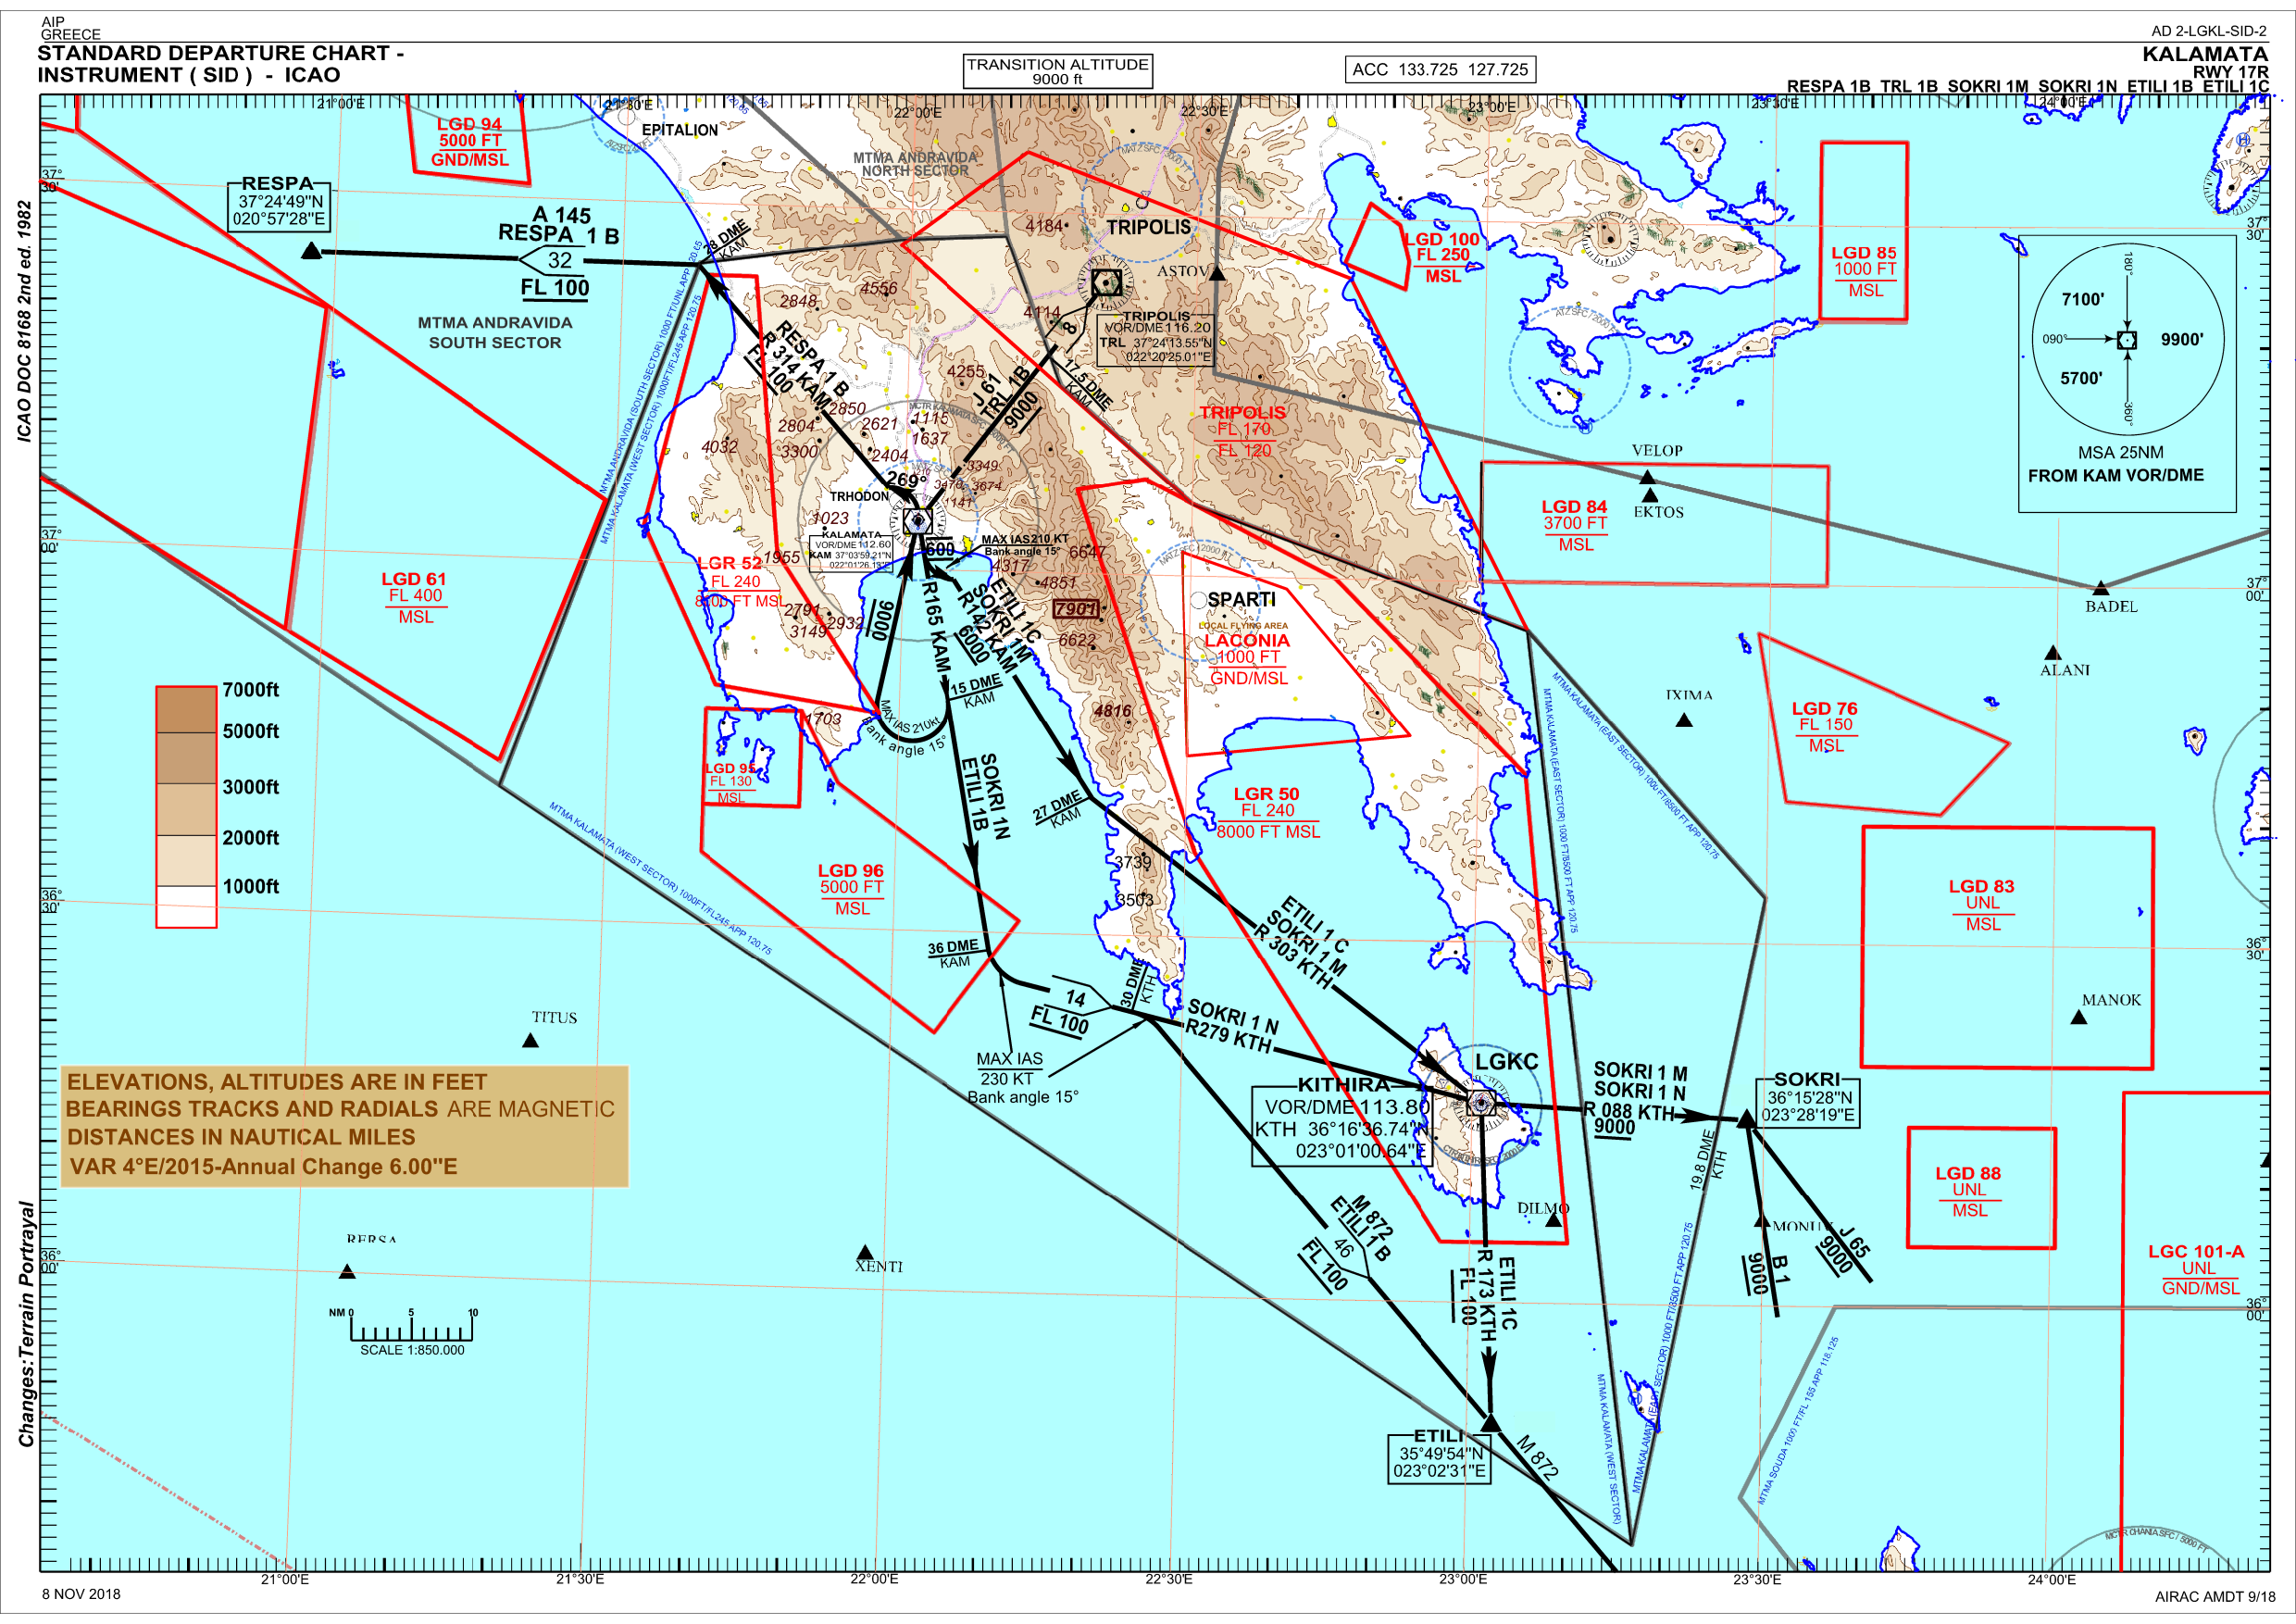 AIP
GREECE
AD 2-LGKL-SID-2
STANDARD DEPARTURE CHART -
INSTRUMENT ( SID ) - ICAO
TRANSITION ALTITUDE
9000 ft
ACC 133.725 127.725
KALAMATA
RWY 17R
RESPA 1B TRL 1B SOKRI 1M SOKRI 1N ETILI 1B ETILI 1C
ICAO DOC 8168 2nd ed. 1982
Changes:Terrain Portrayal
21°00'E
21°30'E
22°00'E
22°30'E
23°00'E
23°30'E
24°00'E
EPITALION
LGD 94
5000 FT
GND/MSL
MTMA ANDRAVIDA
NORTH SECTOR
RESPA
37°24'49"N
020°57'28"E
A 145
RESPA 1 B
32
FL 100
28 DME
KAM
MTMA ANDRAVIDA
SOUTH SECTOR
4184
TRIPOLIS
ASTOV
4556
2848
4114
8
TRIPOLIS
VOR/DME 116.20
TRL 37°24'13.55"N
022°20'25.01"E
17.5 DME
KAM
LGD 100
FL 250
MSL
LGD 85
1000 FT
MSL
180°
7100'
090°
9900'
5700'
360°
MSA 25NM
FROM KAM VOR/DME
RESPA 1 B
R 314 KAM
FL 100
J 61
TRL 1B
9000
4255
2850
2804
2621
1115
1637
4032
3300
2404
3349
3674
269°
TRHODON
1023
KALAMATA
VOR/DME 112.60
KAM 37°03'59.21"N
022°01'26.13"E
600
MAX IAS210 KT
Bank angle 15°
6647
4317
4851
7901
6622
TRIPOLIS
FL 170
FL 120
VELOP
EKTOS
LGD 84
3700 FT
MSL
BADEL
ALANI
IXIMA
LGD 76
FL 150
MSL
LGD 61
FL 400
MSL
LGR 52
FL 240
8000 FT MSL
1955
2791
2932
3149
1703
9000
R165 KAM
ETILI 1C
SOKRI 1M
R142 KAM
6000
15 DME
KAM
MAX IAS 210kt
Bank angle 15°
SPARTI
LOCAL FLYING AREA
LACONIA
1000 FT
GND/MSL
4816
7000ft
5000ft
3000ft
2000ft
1000ft
LGD 95
FL 130
MSL
SOKRI 1N
ETILI 1B
27 DME
KAM
LGR 50
FL 240
8000 FT MSL
3739
3503
LGD 96
5000 FT
MSL
LGD 83
UNL
MSL
MTMA KALAMATA (WEST SECTOR) 1000FT/FL245 APP 120.75
MTMA KALAMATA (EAST SECTOR) 1000 FT/8500 FT APP 120.75
36 DME
KAM
14
FL 100
30 DME
KTH
MAX IAS
230 KT
Bank angle 15°
ETILI 1 C
SOKRI 1 M
R 303 KTH
SOKRI 1 N
R279 KTH
MANOK
TITUS
ELEVATIONS, ALTITUDES ARE IN FEET
BEARINGS TRACKS AND RADIALS ARE MAGNETIC
DISTANCES IN NAUTICAL MILES
VAR 4°E/2015-Annual Change 6.00"E
LGKC
KITHIRA
VOR/DME 113.80
KTH 36°16'36.74"N
023°01'00.64"E
SOKRI 1 M
SOKRI 1 N
R 088 KTH
9000
SOKRI
36°15'28"N
023°28'19"E
19.8 DME
KTH
LGD 88
UNL
MSL
DILMO
J 65
9000
B 1
9000
LGC 101-A
UNL
GND/MSL
XENTI
M 872
ETILI 1 B
46
FL 100
ETILI 1C
R 173 KTH
FL 100
NM 0 5 10
SCALE 1:850.000
ETILI
35°49'54"N
023°02'31"E
M 872
MTMA SOUDA 1000 FT/FL 155 APP 118.125
MCTR CHANIA SFC / 5000 FT
21°00'E
21°30'E
22°00'E
22°30'E
23°00'E
23°30'E
24°00'E
8 NOV 2018
AIRAC AMDT 9/18